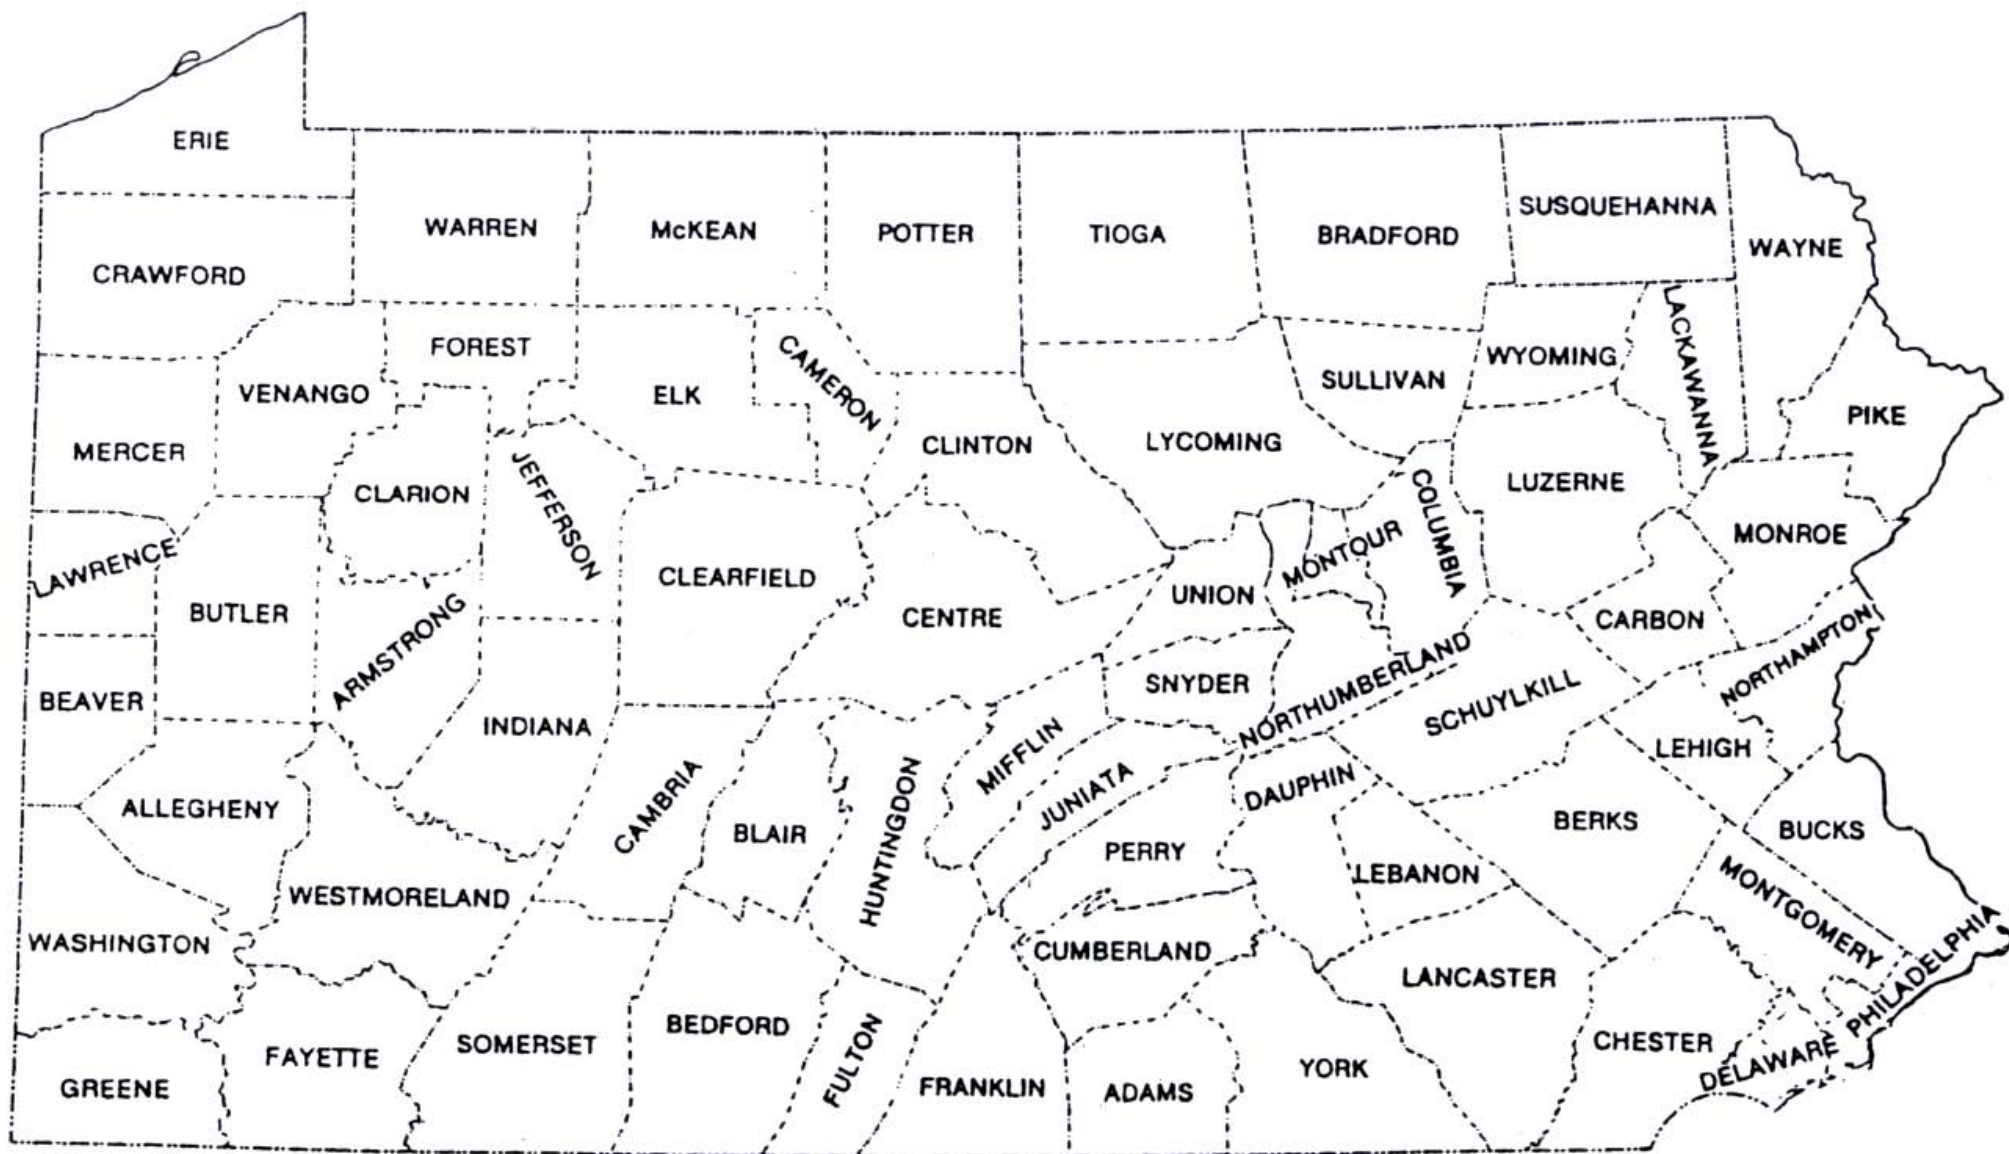 ERIE
WARREN
McKEAN
POTTER
TIOGA
BRADFORD
SUSQUEHANNA
WAYNE
CRAWFORD
FOREST
VENANGO
ELK
CAMERON
SULLIVAN
WYOMING
LACKAWANNA
PIKE
MERCER
CLARION
JEFFERSON
CLINTON
LYCOMING
COLUMBIA
LUZERNE
MONROE
LAWRENCE
BUTLER
ARMSTRONG
CLEARFIELD
CENTRE
UNION
MONTOUR
CARBON
NORTHAMPTON
BEAVER
INDIANA
SNYDER
NORTHUMBERLAND
SCHUYLKILL
LEHIGH
MIFFLIN
JUNIATA
DAUPHIN
ALLEGHENY
CAMBRIA
BLAIR
HUNTINGDON
PERRY
LEBANON
BERKS
BUCKS
WESTMORELAND
MONTGOMERY
WASHINGTON
CUMBERLAND
LANCASTER
PHILADELPHIA
GREENE
FAYETTE
SOMERSET
BEDFORD
FULTON
FRANKLIN
ADAMS
YORK
CHESTER
DELAWARE